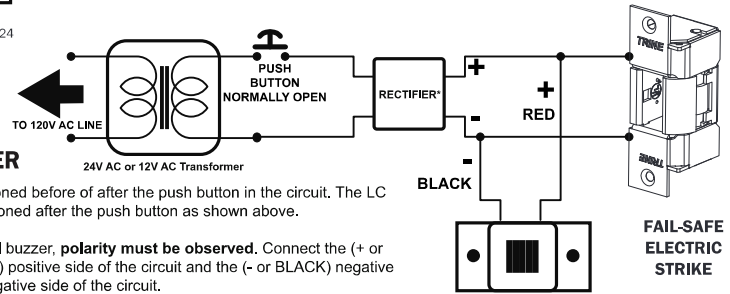 24
PUSH
BUTTON
NORMALLY OPEN
RECTIFIER*
+
-
+
RED
TRINE
TO 120V AC LINE
24V AC or 12V AC Transformer
-
BLACK
TRINE
ER
oned before of after the push button in the circuit. The LC
oned after the push button as shown above.
d buzzer, polarity must be observed. Connect the (+ or
) positive side of the circuit and the (- or BLACK) negative
gative side of the circuit.
FAIL-SAFE
ELECTRIC
STRIKE